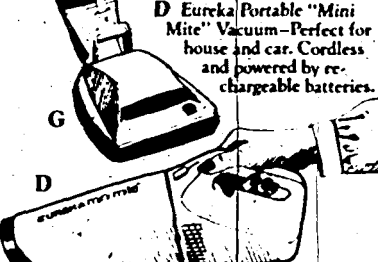 D Eureka Portable "Mini
Mite" Vacuum-Perfect for
house and car. Cordless
and powered by re-
chargeable batteries.
G
D
eureka mini mite